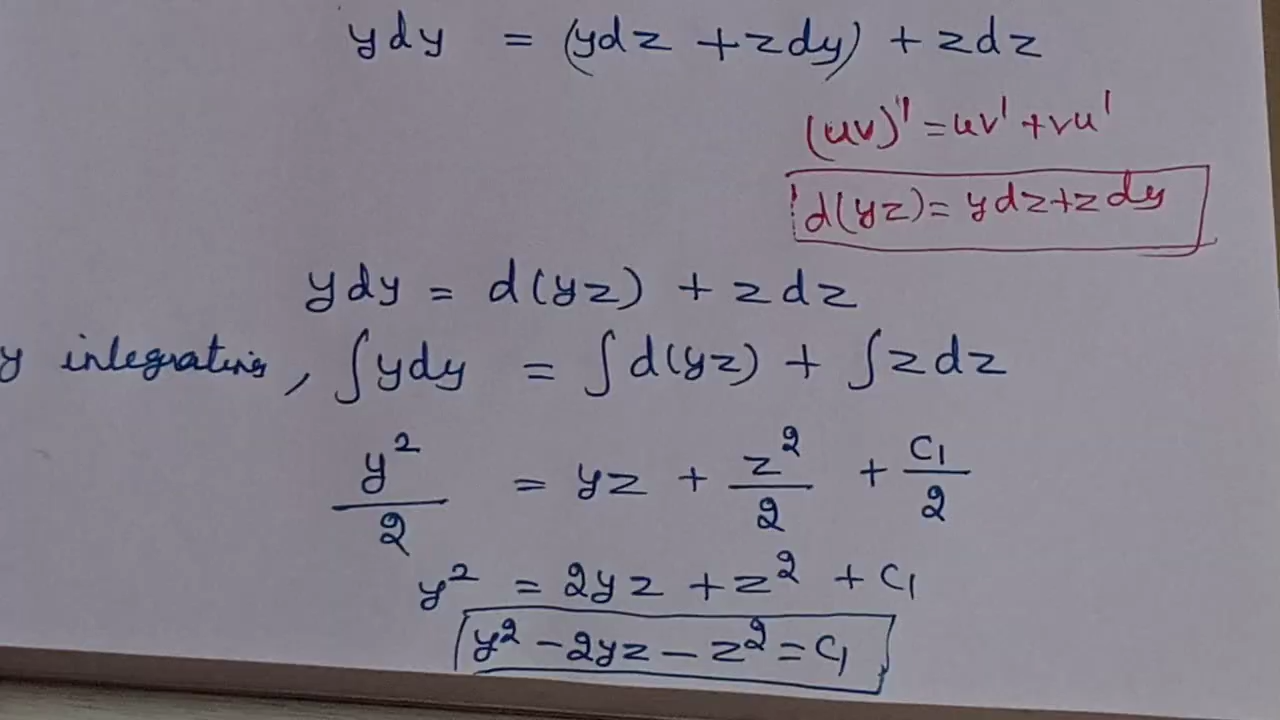 ydy = (ydz + zdy) + zdz
(uv)' = uv' + vu'
d(yz) = ydz + zdy
ydy = d(yz) + zdz
y integrating, ∫ydy = ∫d(yz) + ∫zdz
y²/2 = yz + z²/2 + c₁/2
y² = 2yz + z² + c₁
y² - 2yz - z² = c₁